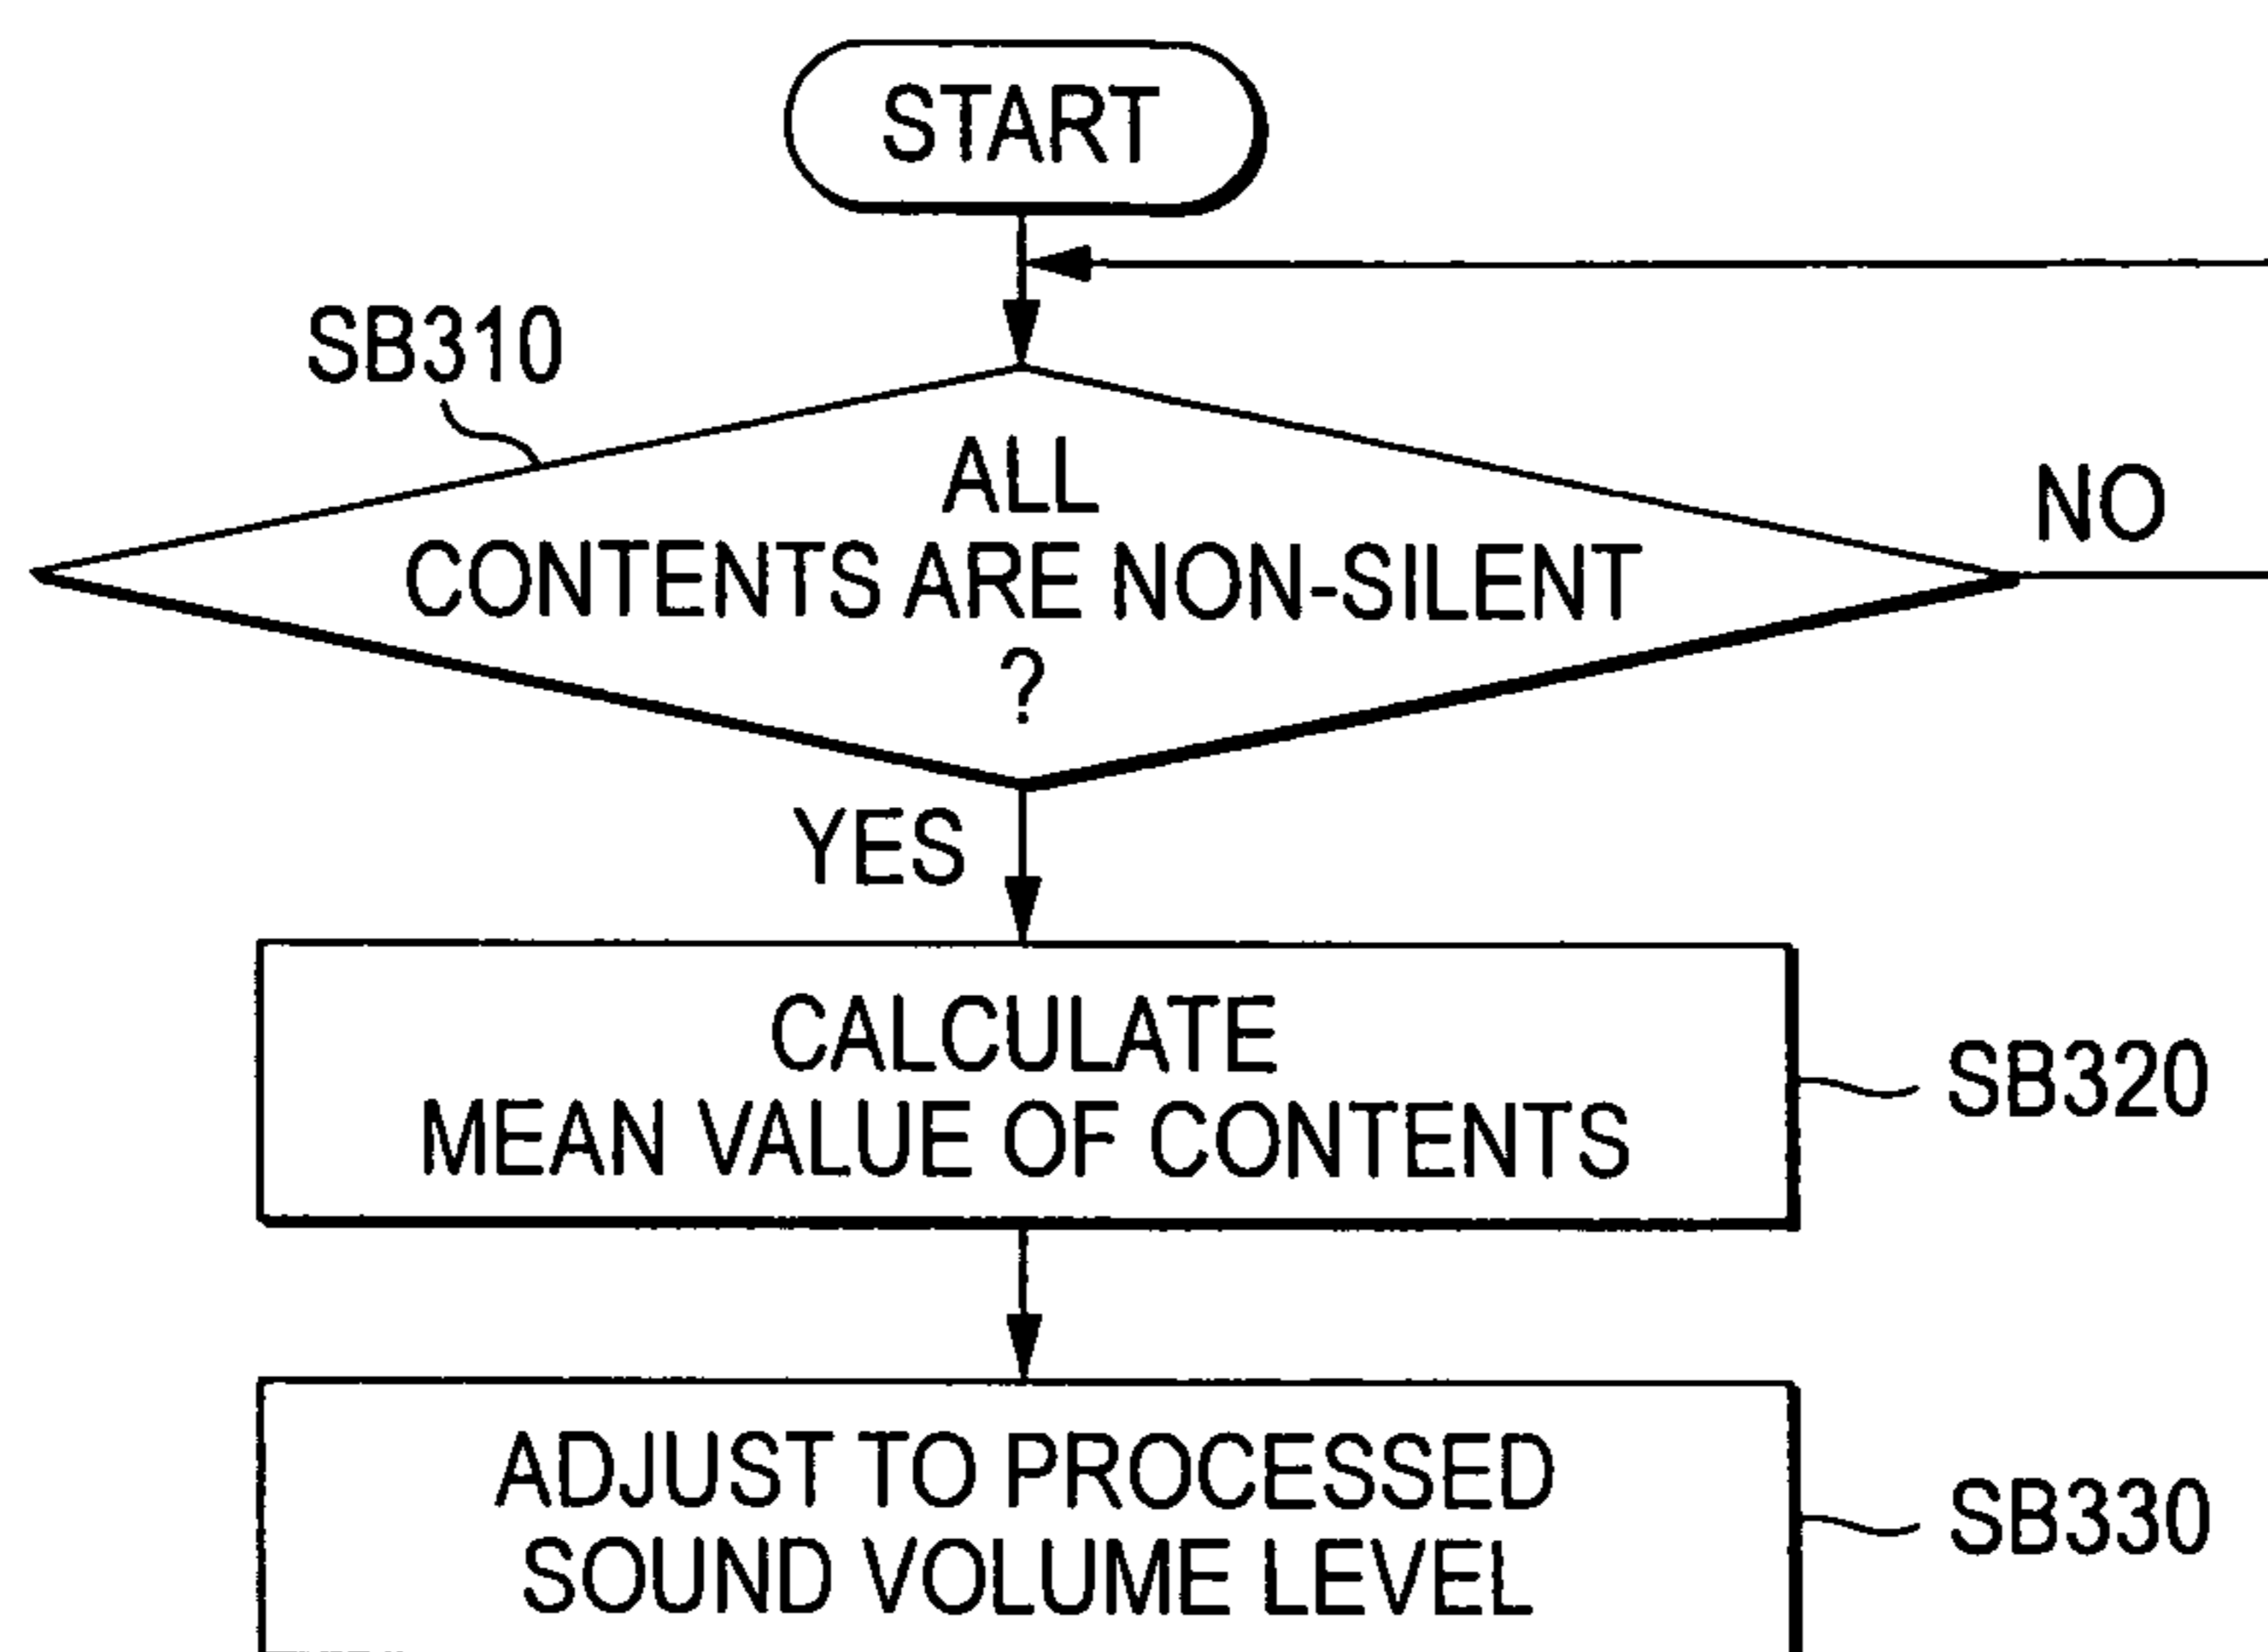 START
SB310
ALL
CONTENTS ARE NON-SILENT
?
NO
YES
CALCULATE
MEAN VALUE OF CONTENTS
SB320
ADJUST TO PROCESSED
SOUND VOLUME LEVEL
SB330